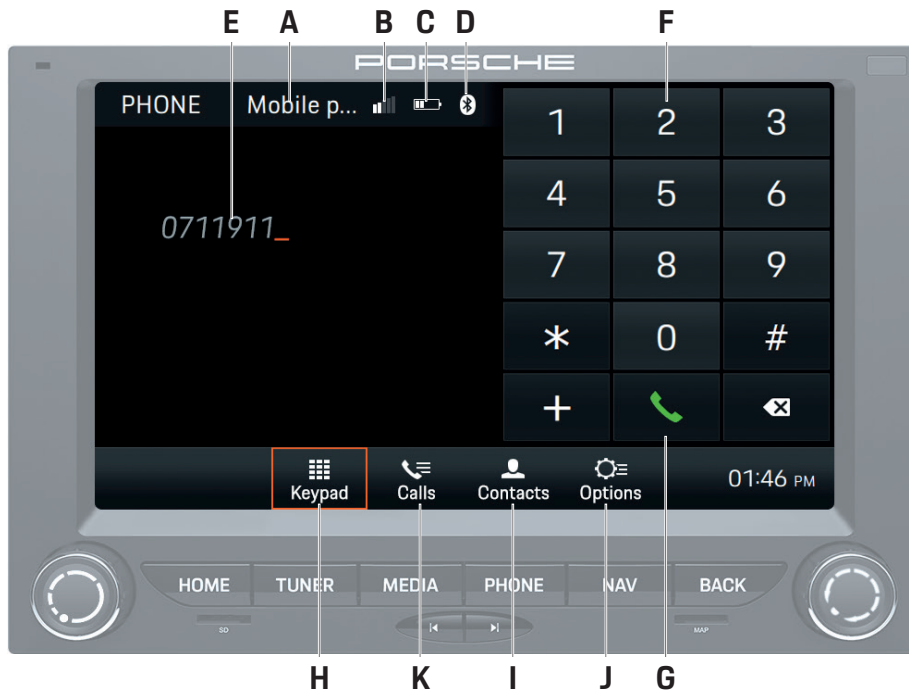 E A B C D F
PORSCHE
PHONE Mobile p...
1 2 3
0711911_
4 5 6
7 8 9
* 0 #
+
Keypad Calls Contacts Options 01:46 PM
HOME TUNER MEDIA PHONE NAV BACK
SD MAP
H K I J G